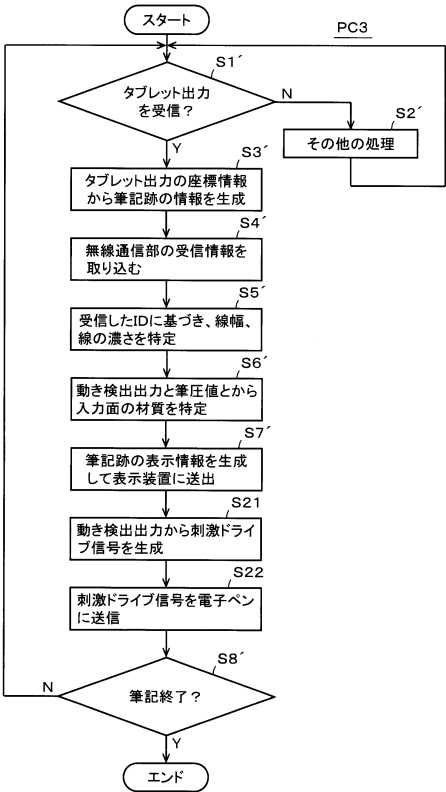 スタート
PC3
S1´
タブレット出力
を受信？
N
Y
S2´
その他の処理
S3´
タブレット出力の座標情報
から筆記跡の情報を生成
S4´
無線通信部の受信情報を
取り込む
S5´
受信したIDに基づき、線幅、
線の濃さを特定
S6´
動き検出出力と筆圧値とから
入力面の材質を特定
S7´
筆記跡の表示情報を生成
して表示装置に送出
S21
動き検出出力から刺激ドライ
ブ信号を生成
S22
刺激ドライブ信号を電子ペン
に送信
S8´
N
筆記終了？
Y
エンド